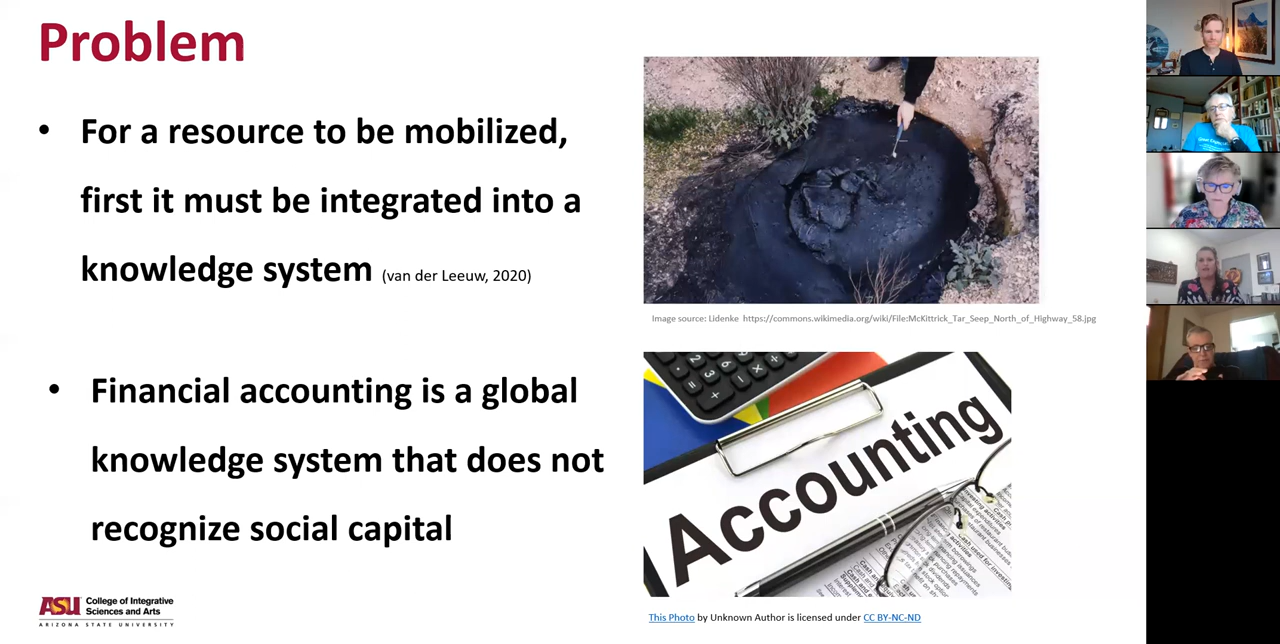 Problem
• For a resource to be mobilized,
first it must be integrated into a
knowledge system (van der Leeuw, 2020)
Image source: Lidenke https://commons.wikimedia.org/wiki/File:McKittrick_Tar_Seep_North_of_Highway_58.jpg
• Financial accounting is a global
knowledge system that does not
recognize social capital
Accounting
This Photo by Unknown Author is licensed under CC BY-NC-ND
ASU College of Integrative
Sciences and Arts
ARIZONA STATE UNIVERSITY